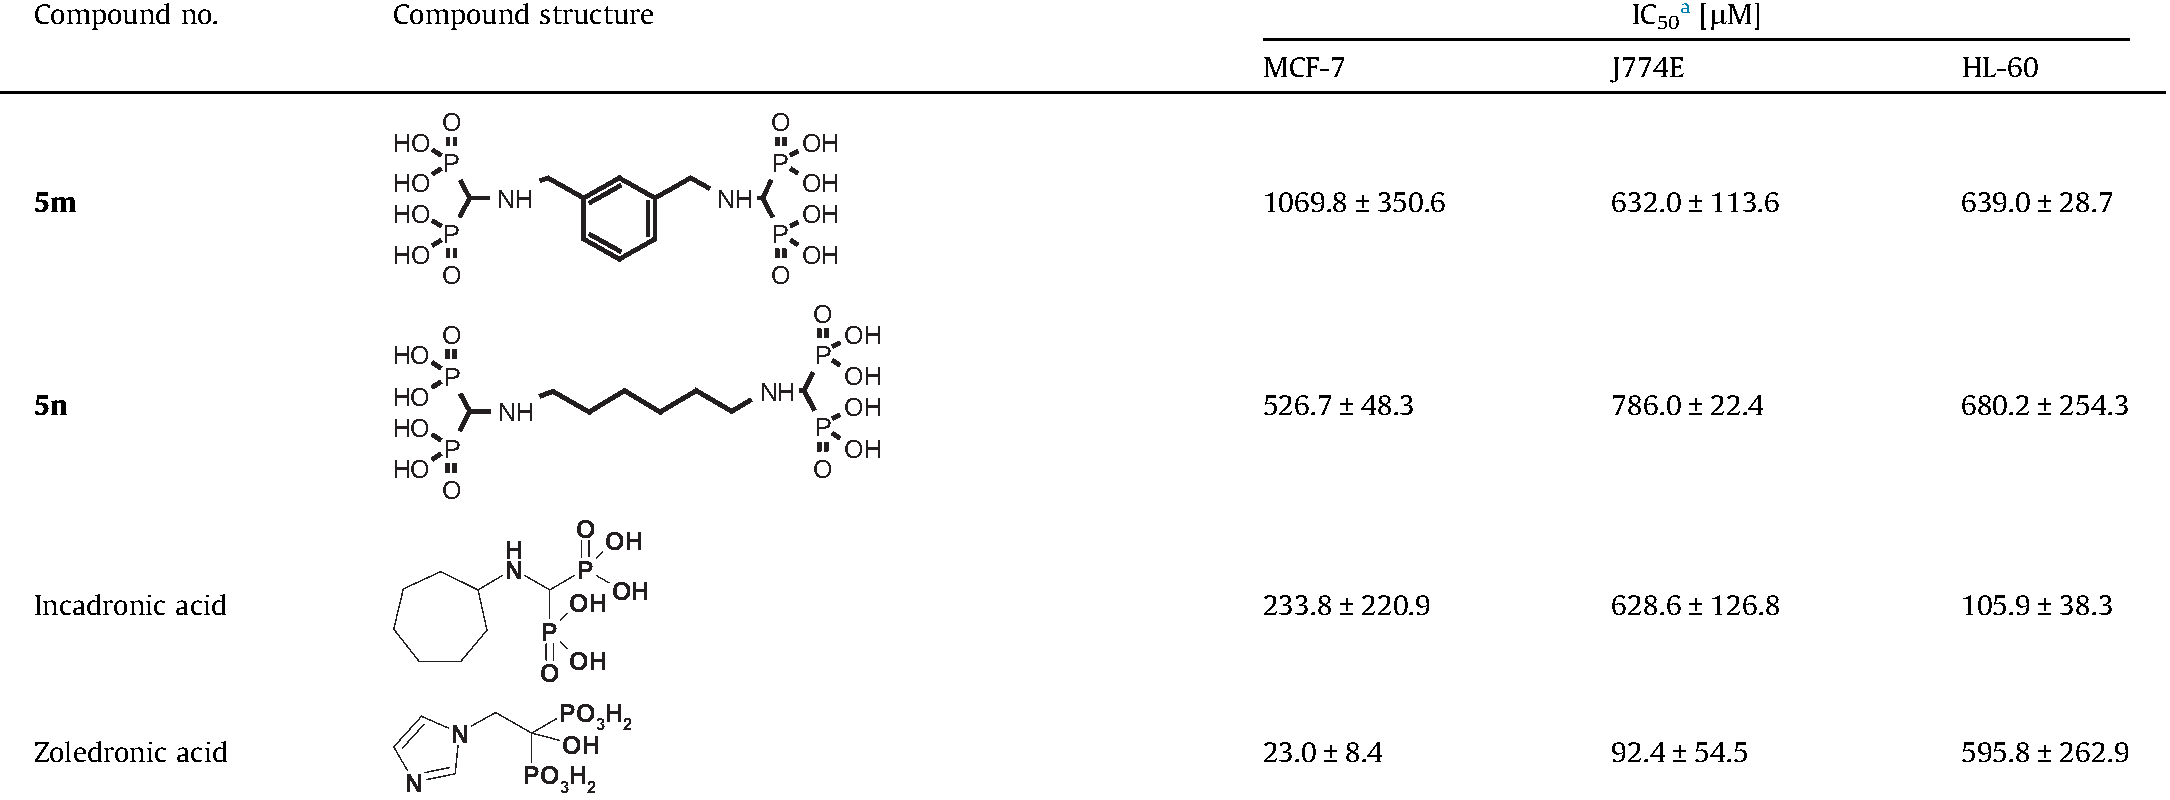 Compound no. Compound structure IC50a [μM]
MCF-7 J774E HL-60
O O
HO OH
P P
HO OH
5m NH NH 1069.8 ± 350.6 632.0 ± 113.6 639.0 ± 28.7
HO OH
P P
HO OH
O O
O
O OH
HO P
P OH
HO NH
5n NH 526.7 ± 48.3 786.0 ± 22.4 680.2 ± 254.3
HO OH
P P
HO OH
O O
O
H OH
N P
OH
Incadronic acid OH 233.8 ± 220.9 628.6 ± 126.8 105.9 ± 38.3
P
OH
O
PO3H2
N
OH
Zoledronic acid 23.0 ± 8.4 92.4 ± 54.5 595.8 ± 262.9
N PO3H2